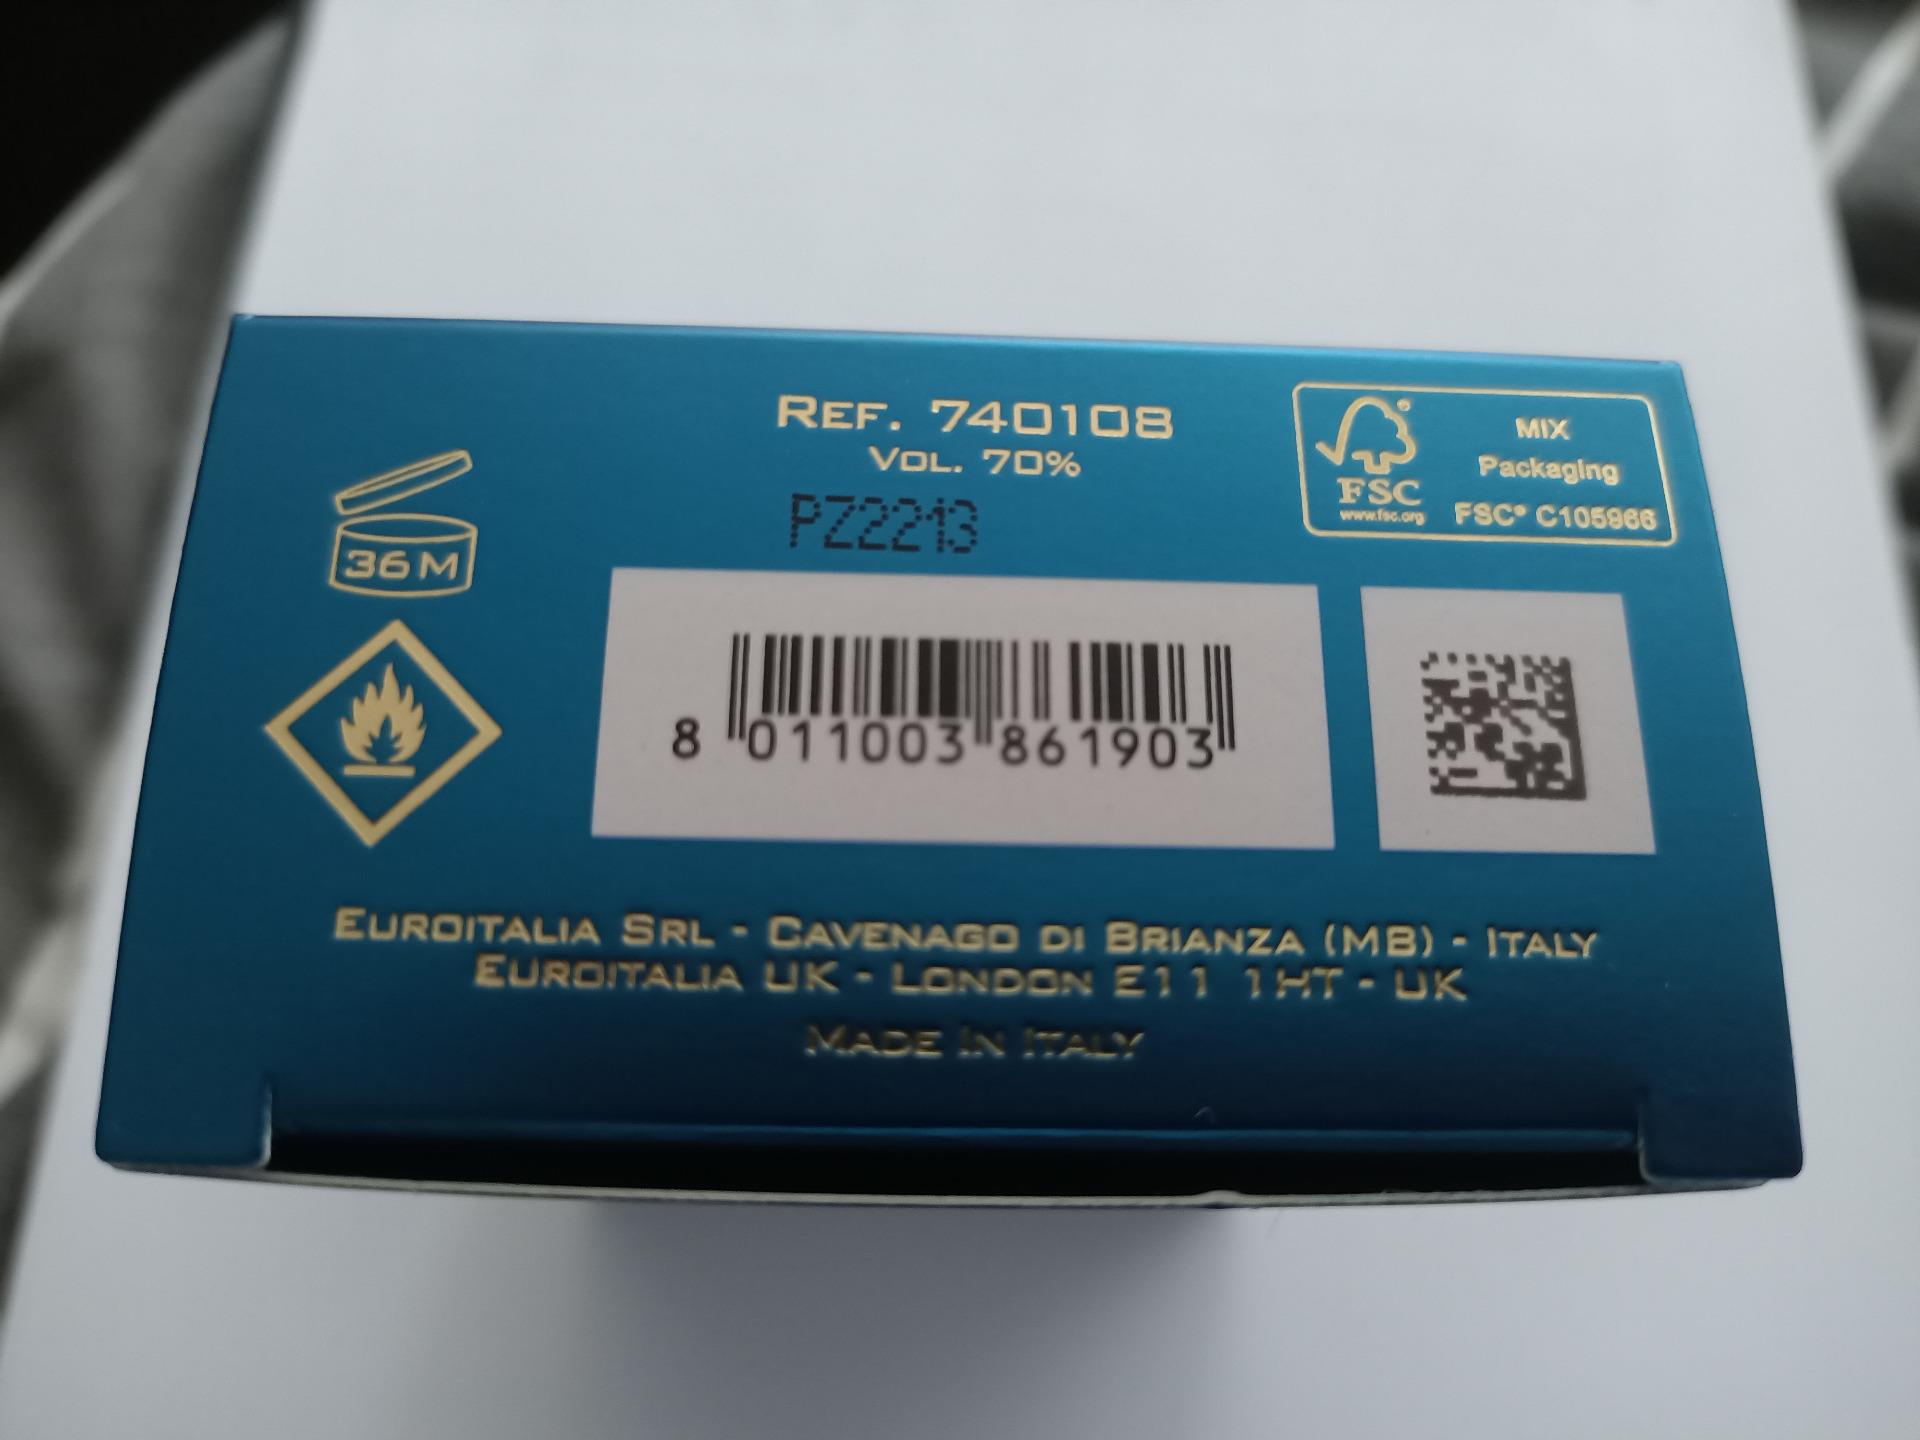 REF. 740108
VOL. 70%
PZ2213
36 M
FSC®
www.fsc.org
MIX
Packaging
FSC® C105966
8 011003 861903
EUROITALIA SRL - CAVENAGO DI BRIANZA (MB) - ITALY
EUROITALIA UK - LONDON E11 1HT - UK
MADE IN ITALY